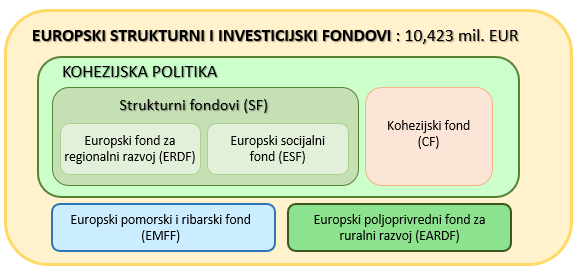 EUROPSKI STRUKTURNI I INVESTICIJSKI FONDOVI : 10,423 mil. EUR
KOHEZIJSKA POLITIKA
Strukturni fondovi (SF)
Europski fond za
regionalni razvoj (ERDF)
Europski socijalni
fond (ESF)
Kohezijski fond
(CF)
Europski pomorski i ribarski fond
(EMFF)
Europski poljoprivredni fond za
ruralni razvoj (EARDF)